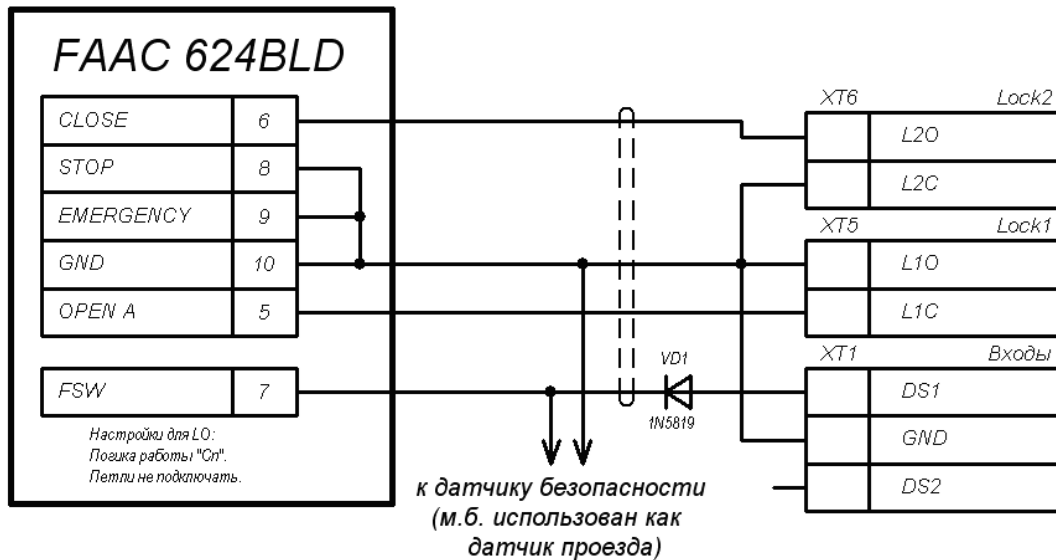 FAAC 624BLD
CLOSE 6
STOP 8
EMERGENCY 9
GND 10
OPEN A 5
FSW 7
Настройки для LO:
Логика работы "Cn".
Петли не подключать.
VD1
1N5819
к датчику безопасности
(м.б. использован как
датчик проезда)
XT6 Lock2
L2O
L2C
XT5 Lock1
L1O
L1C
XT1 Входы
DS1
GND
DS2